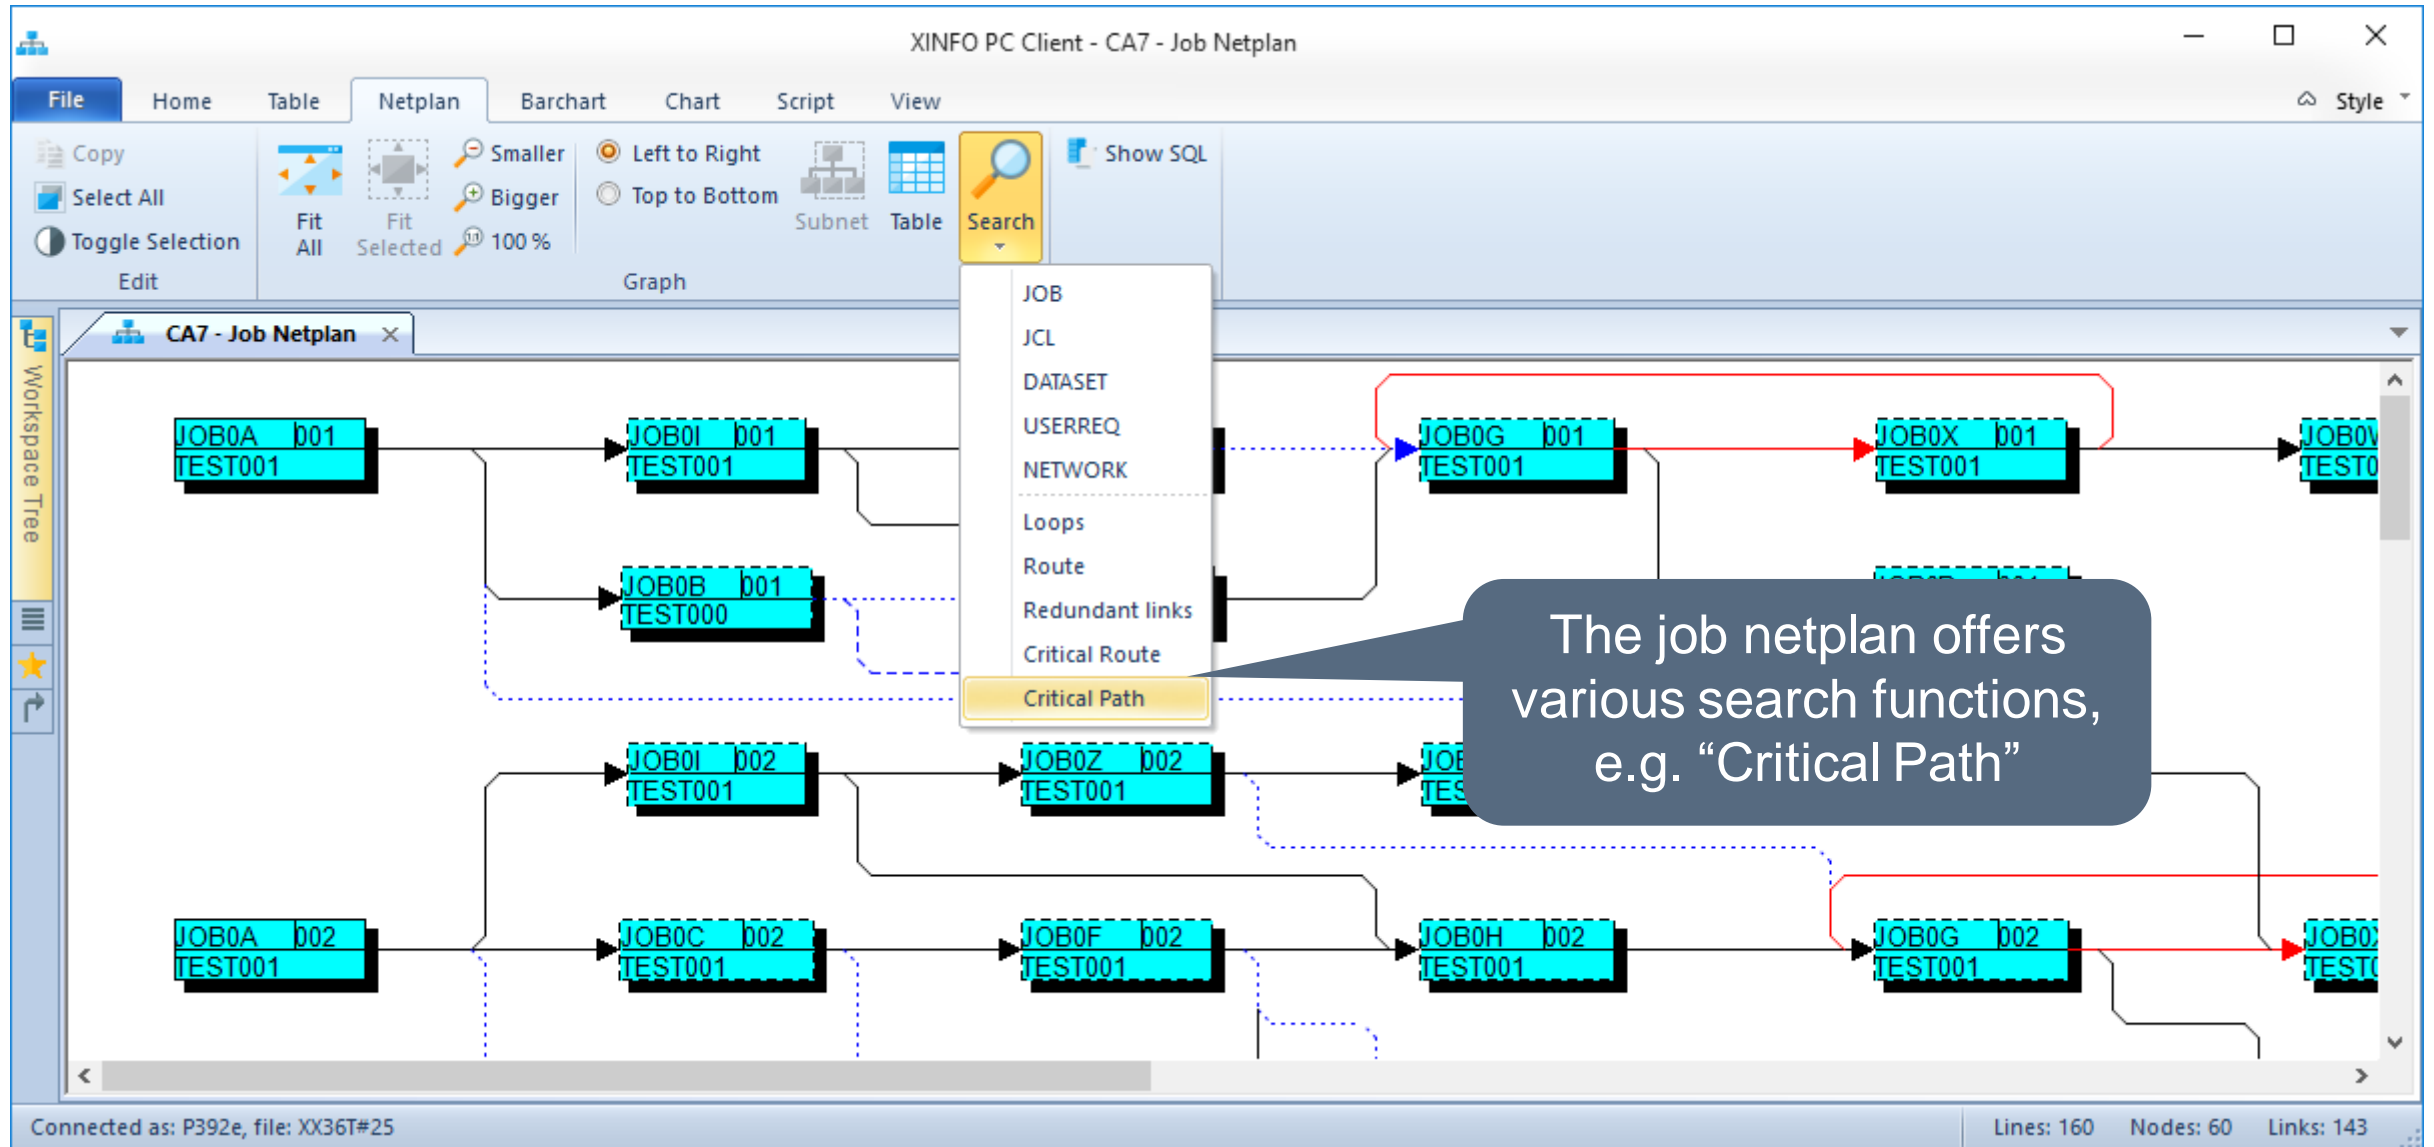 XINFO PC Client - CA7 - Job Netplan
File Home Table Netplan Barchart Chart Script View Style
Copy
Select All
Toggle Selection
Edit
Fit All
Fit Selected
Smaller
Bigger
100 %
Left to Right
Top to Bottom
Subnet
Table
Search
Graph
Show SQL
JOB
JCL
DATASET
USERREQ
NETWORK
Loops
Route
Redundant links
Critical Route
Critical Path
Workspace Tree
CA7 - Job Netplan
JOB0A 001
TEST001
JOB0I 001
TEST001
JOB0G 001
TEST001
JOB0X 001
TEST001
JOB0B 001
TEST000
The job netplan offers
various search functions,
e.g. “Critical Path”
JOB0I 002
TEST001
JOB0Z 002
TEST001
JOB0A 002
TEST001
JOB0C 002
TEST001
JOB0F 002
TEST001
JOB0H 002
TEST001
JOB0G 002
TEST001
Connected as: P392e, file: XX36T#25
Lines: 160 Nodes: 60 Links: 143